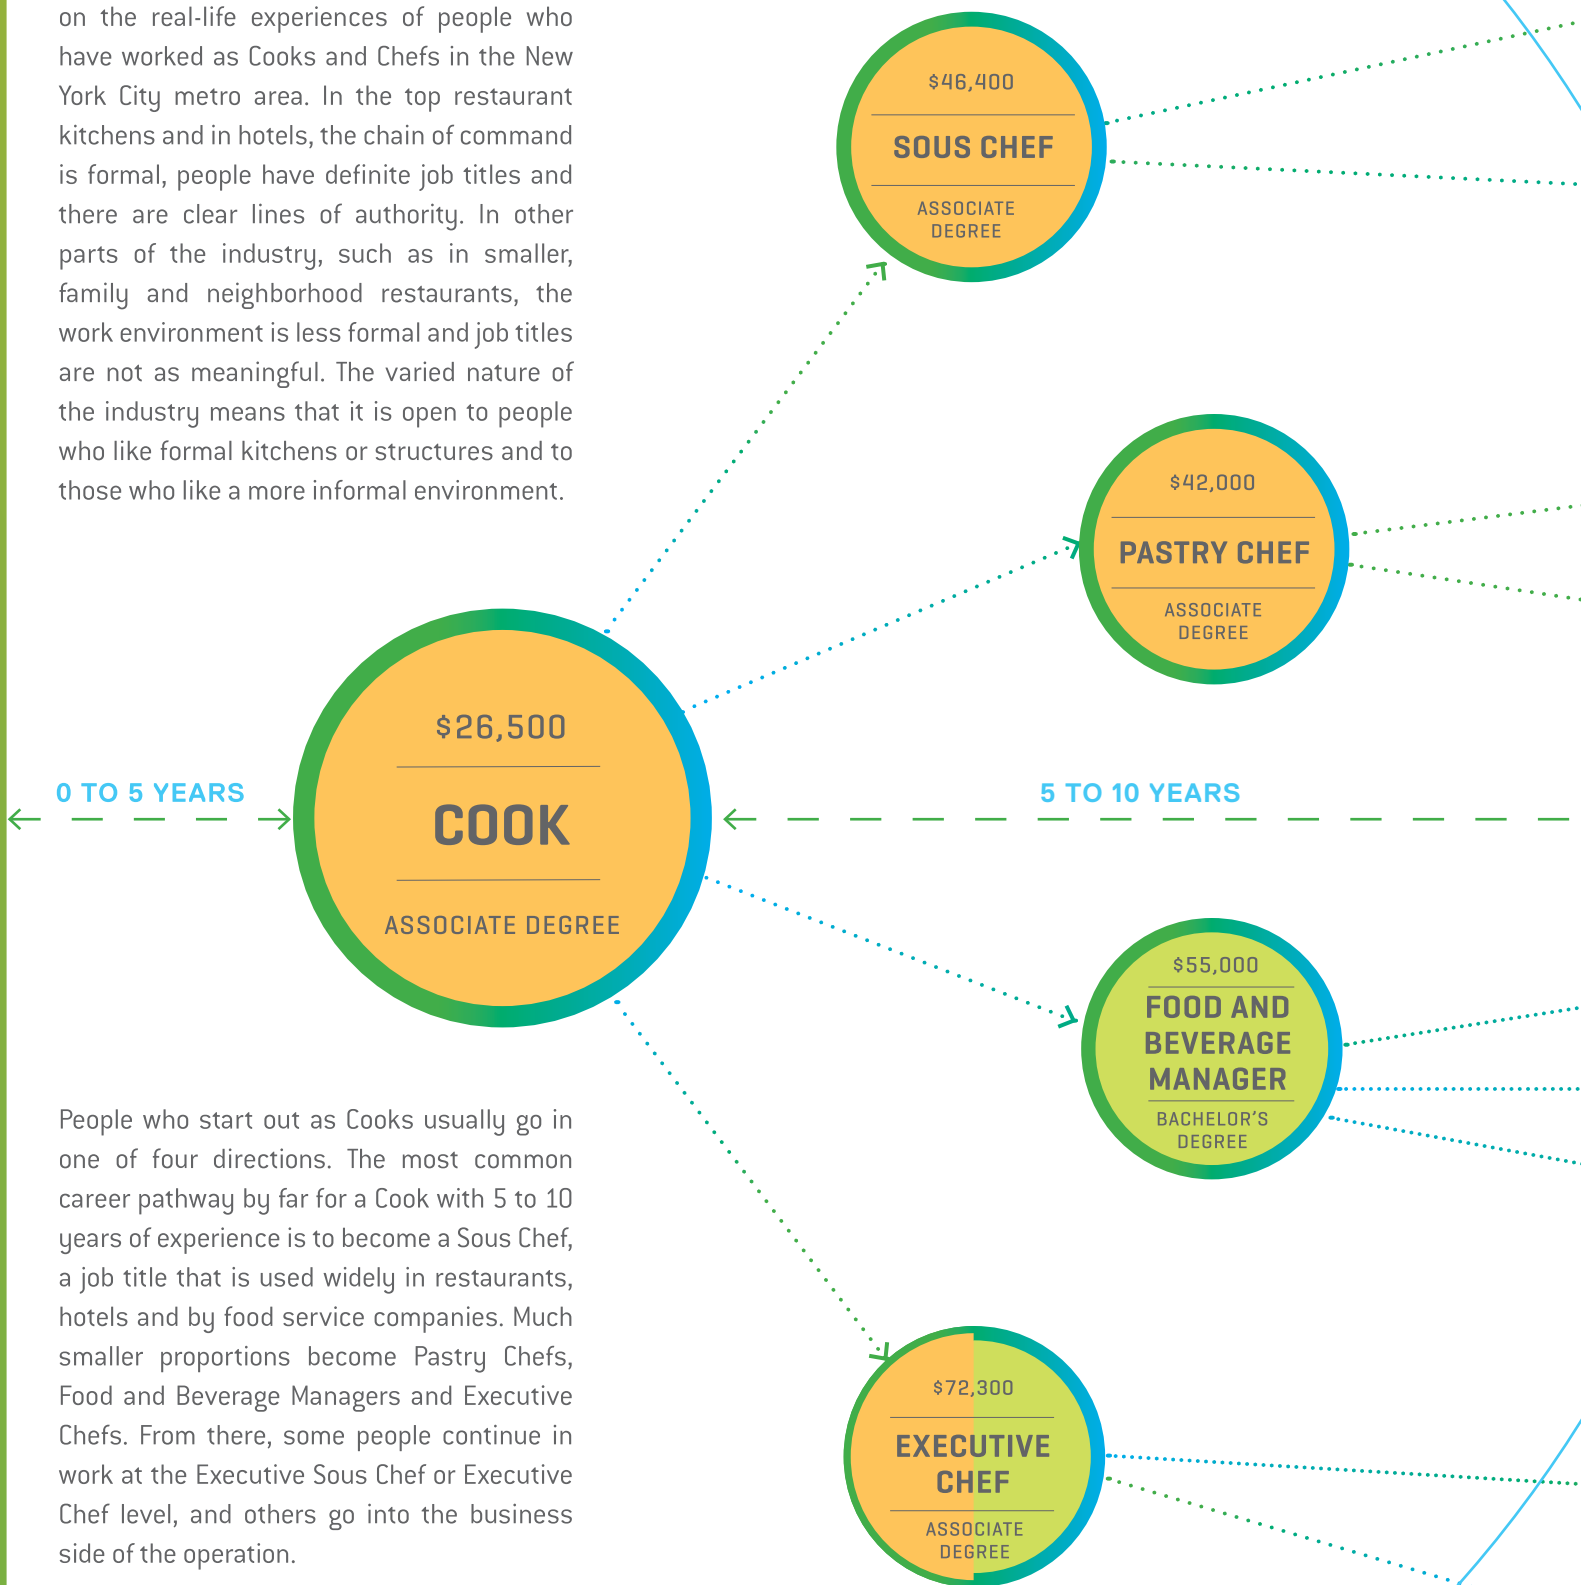 on the real-life experiences of people who
have worked as Cooks and Chefs in the New
York City metro area. In the top restaurant
kitchens and in hotels, the chain of command
is formal, people have definite job titles and
there are clear lines of authority. In other
parts of the industry, such as in smaller,
family and neighborhood restaurants, the
work environment is less formal and job titles
are not as meaningful. The varied nature of
the industry means that it is open to people
who like formal kitchens or structures and to
those who like a more informal environment.
$46,400
SOUS CHEF
ASSOCIATE
DEGREE
$42,000
PASTRY CHEF
ASSOCIATE
DEGREE
0 TO 5 YEARS
$26,500
COOK
ASSOCIATE DEGREE
5 TO 10 YEARS
$55,000
FOOD AND
BEVERAGE
MANAGER
BACHELOR'S
DEGREE
People who start out as Cooks usually go in
one of four directions. The most common
career pathway by far for a Cook with 5 to 10
years of experience is to become a Sous Chef,
a job title that is used widely in restaurants,
hotels and by food service companies. Much
smaller proportions become Pastry Chefs,
Food and Beverage Managers and Executive
Chefs. From there, some people continue in
work at the Executive Sous Chef or Executive
Chef level, and others go into the business
side of the operation.
$72,300
EXECUTIVE
CHEF
ASSOCIATE
DEGREE